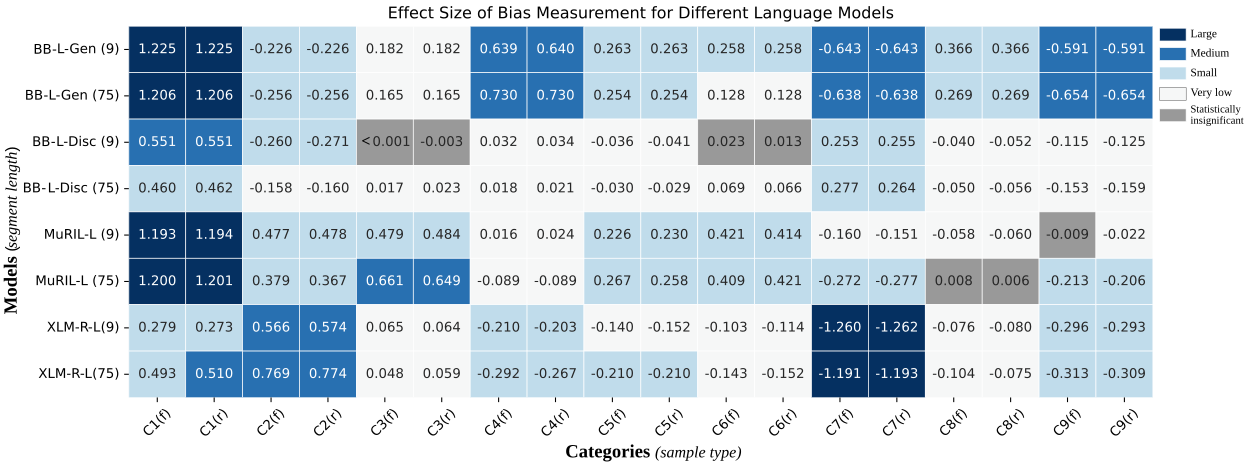 Effect Size of Bias Measurement for Different Language Models
BB-L-Gen (9) 1.225 1.225 -0.226 -0.226 0.182 0.182 0.639 0.640 0.263 0.263 0.258 0.258 -0.643 -0.643 0.366 0.366 -0.591 -0.591
BB-L-Gen (75) 1.206 1.206 -0.256 -0.256 0.165 0.165 0.730 0.730 0.254 0.254 0.128 0.128 -0.638 -0.638 0.269 0.269 -0.654 -0.654
BB-L-Disc (9) 0.551 0.551 -0.260 -0.271 <0.001 -0.003 0.032 0.034 -0.036 -0.041 0.023 0.013 0.253 0.255 -0.040 -0.052 -0.115 -0.125
BB-L-Disc (75) 0.460 0.462 -0.158 -0.160 0.017 0.023 0.018 0.021 -0.030 -0.029 0.069 0.066 0.277 0.264 -0.050 -0.056 -0.153 -0.159
MuRIL-L (9) 1.193 1.194 0.477 0.478 0.479 0.484 0.016 0.024 0.226 0.230 0.421 0.414 -0.160 -0.151 -0.058 -0.060 -0.009 -0.022
MuRIL-L (75) 1.200 1.201 0.379 0.367 0.661 0.649 -0.089 -0.089 0.267 0.258 0.409 0.421 -0.272 -0.277 0.008 0.006 -0.213 -0.206
XLM-R-L(9) 0.279 0.273 0.566 0.574 0.065 0.064 -0.210 -0.203 -0.140 -0.152 -0.103 -0.114 -1.260 -1.262 -0.076 -0.080 -0.296 -0.293
XLM-R-L(75) 0.493 0.510 0.769 0.774 0.048 0.059 -0.292 -0.267 -0.210 -0.210 -0.143 -0.152 -1.191 -1.193 -0.104 -0.075 -0.313 -0.309
C1(f) C1(r) C2(f) C2(r) C3(f) C3(r) C4(f) C4(r) C5(f) C5(r) C6(f) C6(r) C7(f) C7(r) C8(f) C8(r) C9(f) C9(r)
Categories (sample type)
Models (segment length)
Large
Medium
Small
Very low
Statistically
insignificant